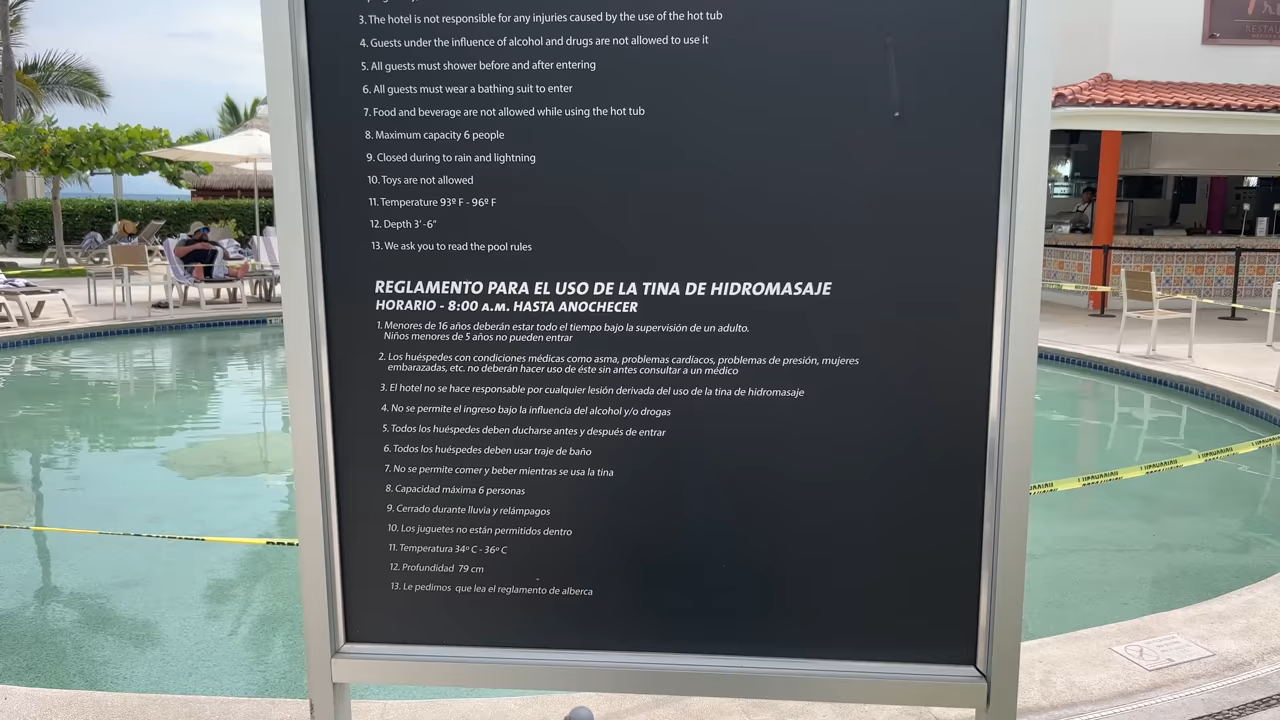 3. The hotel is not responsible for any injuries caused by the use of the hot tub
4. Guests under the influence of alcohol and drugs are not allowed to use it
5. All guests must shower before and after entering
6. All guests must wear a bathing suit to enter
7. Food and beverage are not allowed while using the hot tub
8. Maximum capacity 6 people
9. Closed during to rain and lightning
10. Toys are not allowed
11. Temperature 93º F - 96º F
12. Depth 3' -6"
13. We ask you to read the pool rules
REGLAMENTO PARA EL USO DE LA TINA DE HIDROMASAJE
HORARIO - 8:00 A.M. HASTA ANOCHECER
1. Menores de 16 años deberán estar todo el tiempo bajo la supervisión de un adulto.
Niños menores de 5 años no pueden entrar
2. Los huéspedes con condiciones médicas como asma, problemas cardíacos, problemas de presión, mujeres
embarazadas, etc. no deberán hacer uso de éste sin antes consultar a un médico
3. El hotel no se hace responsable por cualquier lesión derivada del uso de la tina de hidromasaje
4. No se permite el ingreso bajo la influencia del alcohol y/o drogas
5. Todos los huéspedes deben ducharse antes y después de entrar
6. Todos los huéspedes deben usar traje de baño
7. No se permite comer y beber mientras se usa la tina
8. Capacidad máxima 6 personas
9. Cerrado durante lluvia y relámpagos
10. Los juguetes no están permitidos dentro
11. Temperatura 34º C - 36º C
12. Profundidad 79 cm
13. Le pedimos que lea el reglamento de alberca